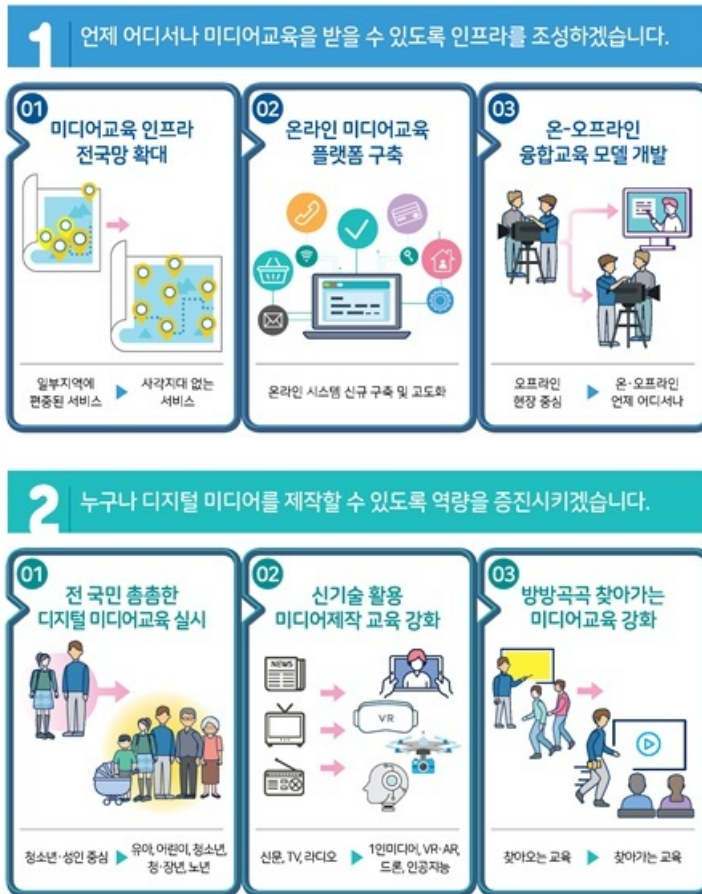 1 언제 어디서나 미디어교육을 받을 수 있도록 인프라를 조성하겠습니다.
01
미디어교육 인프라
전국망 확대
일부지역에
편중된 서비스
사각지대 없는
서비스
02
온라인 미디어교육
플랫폼 구축
온라인 시스템 신규 구축 및 고도화
03
온-오프라인
융합교육 모델 개발
오프라인
현장 중심
온·오프라인
언제 어디서나
2 누구나 디지털 미디어를 제작할 수 있도록 역량을 증진시키겠습니다.
01
전 국민 촘촘한
디지털 미디어교육 실시
청소년·성인 중심
유아, 어린이, 청소년,
청·장년, 노년
02
신기술 활용
미디어제작 교육 강화
NEWS
VR
신문, TV, 라디오
1인미디어, VR·AR,
드론, 인공지능
03
방방곡곡 찾아가는
미디어교육 강화
찾아오는 교육
찾아가는 교육